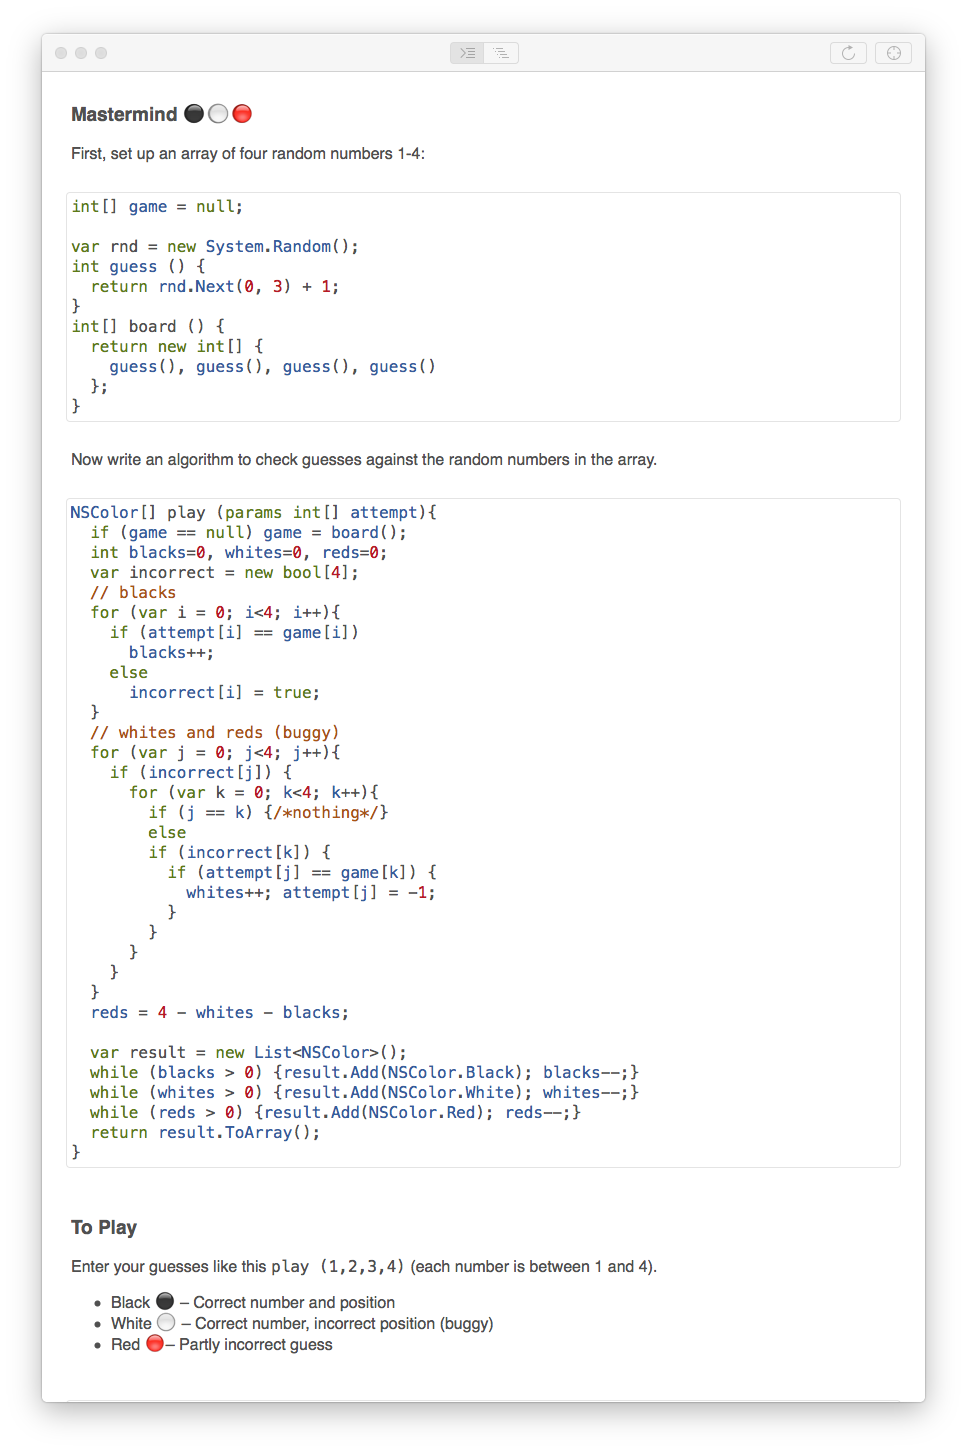 Mastermind
First, set up an array of four random numbers 1-4:
int[] game = null;
var rnd = new System.Random();
int guess () {
  return rnd.Next(0, 3) + 1;
}
int[] board () {
  return new int[] {
    guess(), guess(), guess(), guess()
  };
}
Now write an algorithm to check guesses against the random numbers in the array.
NSColor[] play (params int[] attempt){
  if (game == null) game = board();
  int blacks=0, whites=0, reds=0;
  var incorrect = new bool[4];
  // blacks
  for (var i = 0; i<4; i++){
    if (attempt[i] == game[i])
      blacks++;
    else
      incorrect[i] = true;
  }
  // whites and reds (buggy)
  for (var j = 0; j<4; j++){
    if (incorrect[j]) {
      for (var k = 0; k<4; k++){
        if (j == k) {/*nothing*/}
        else
        if (incorrect[k]) {
          if (attempt[j] == game[k]) {
            whites++; attempt[j] = -1;
          }
        }
      }
    }
  }
  reds = 4 - whites - blacks;
  var result = new List<NSColor>();
  while (blacks > 0) {result.Add(NSColor.Black); blacks--;}
  while (whites > 0) {result.Add(NSColor.White); whites--;}
  while (reds > 0) {result.Add(NSColor.Red); reds--;}
  return result.ToArray();
}
To Play
Enter your guesses like this play (1,2,3,4) (each number is between 1 and 4).
• Black – Correct number and position
• White – Correct number, incorrect position (buggy)
• Red – Partly incorrect guess